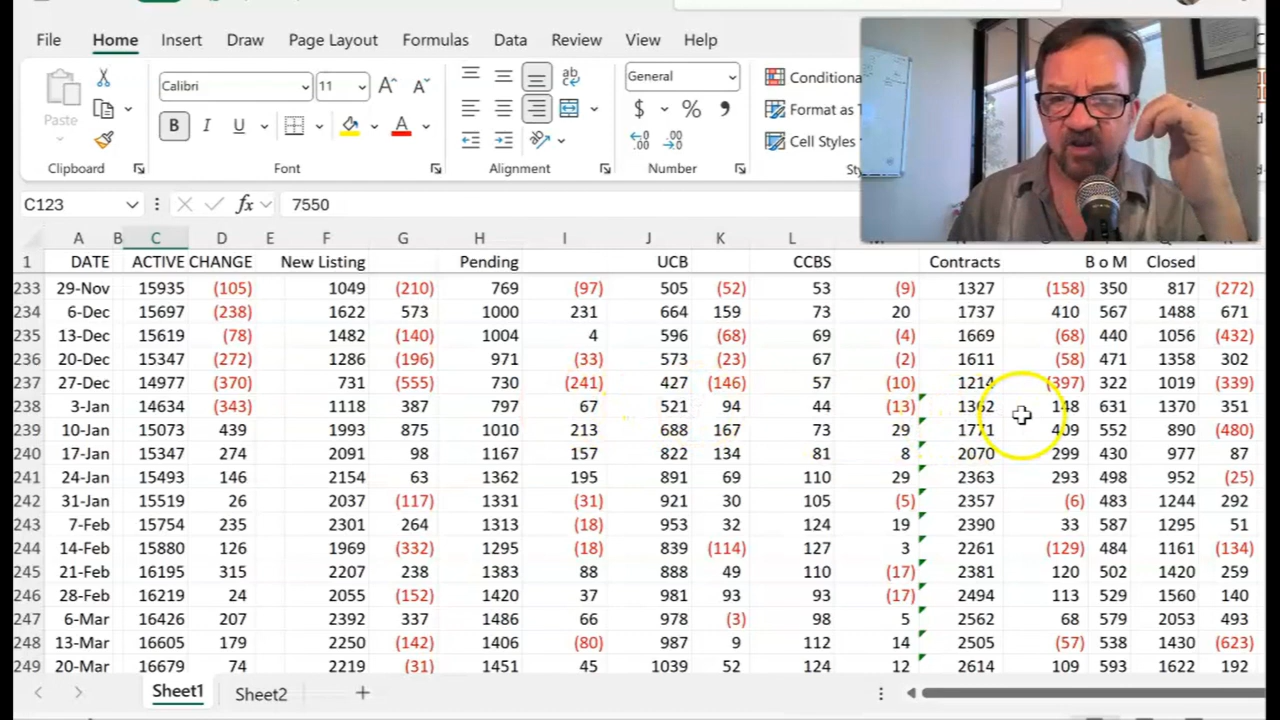 File Home Insert Draw Page Layout Formulas Data Review View Help
Paste
Calibri 11 A A
B I U A
ab
General
$ % 9
Conditiona
Format as T
Cell Styles
Clipboard Font Alignment Number
C123 fx 7550
A B C D E F G H I J K L
1 DATE ACTIVE CHANGE New Listing Pending UCB CCBS Contracts B o M Closed
233 29-Nov 15935 (105) 1049 (210) 769 (97) 505 (52) 53 (9) 1327 (158) 350 817 (272)
234 6-Dec 15697 (238) 1622 573 1000 231 664 159 73 20 1737 410 567 1488 671
235 13-Dec 15619 (78) 1482 (140) 1004 4 596 (68) 69 (4) 1669 (68) 440 1056 (432)
236 20-Dec 15347 (272) 1286 (196) 971 (33) 573 (23) 67 (2) 1611 (58) 471 1358 302
237 27-Dec 14977 (370) 731 (555) 730 (241) 427 (146) 57 (10) 1214 (397) 322 1019 (339)
238 3-Jan 14634 (343) 1118 387 797 67 521 94 44 (13) 1362 148 631 1370 351
239 10-Jan 15073 439 1993 875 1010 213 688 167 73 29 1771 409 552 890 (480)
240 17-Jan 15347 274 2091 98 1167 157 822 134 81 8 2070 299 430 977 87
241 24-Jan 15493 146 2154 63 1362 195 891 69 110 29 2363 293 498 952 (25)
242 31-Jan 15519 26 2037 (117) 1331 (31) 921 30 105 (5) 2357 (6) 483 1244 292
243 7-Feb 15754 235 2301 264 1313 (18) 953 32 124 19 2390 33 587 1295 51
244 14-Feb 15880 126 1969 (332) 1295 (18) 839 (114) 127 3 2261 (129) 484 1161 (134)
245 21-Feb 16195 315 2207 238 1383 88 888 49 110 (17) 2381 120 502 1420 259
246 28-Feb 16219 24 2055 (152) 1420 37 981 93 93 (17) 2494 113 529 1560 140
247 6-Mar 16426 207 2392 337 1486 66 978 (3) 98 5 2562 68 579 2053 493
248 13-Mar 16605 179 2250 (142) 1406 (80) 987 9 112 14 2505 (57) 538 1430 (623)
249 20-Mar 16679 74 2219 (31) 1451 45 1039 52 124 12 2614 109 593 1622 192
Sheet1 Sheet2